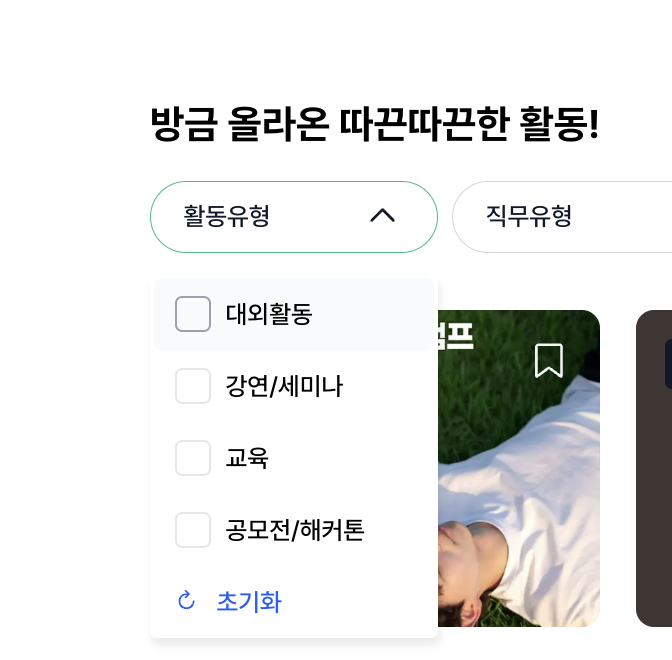 방금 올라온 따끈따끈한 활동!
활동유형
직무유형
대외활동
강연/세미나
교육
공모전/해커톤
초기화